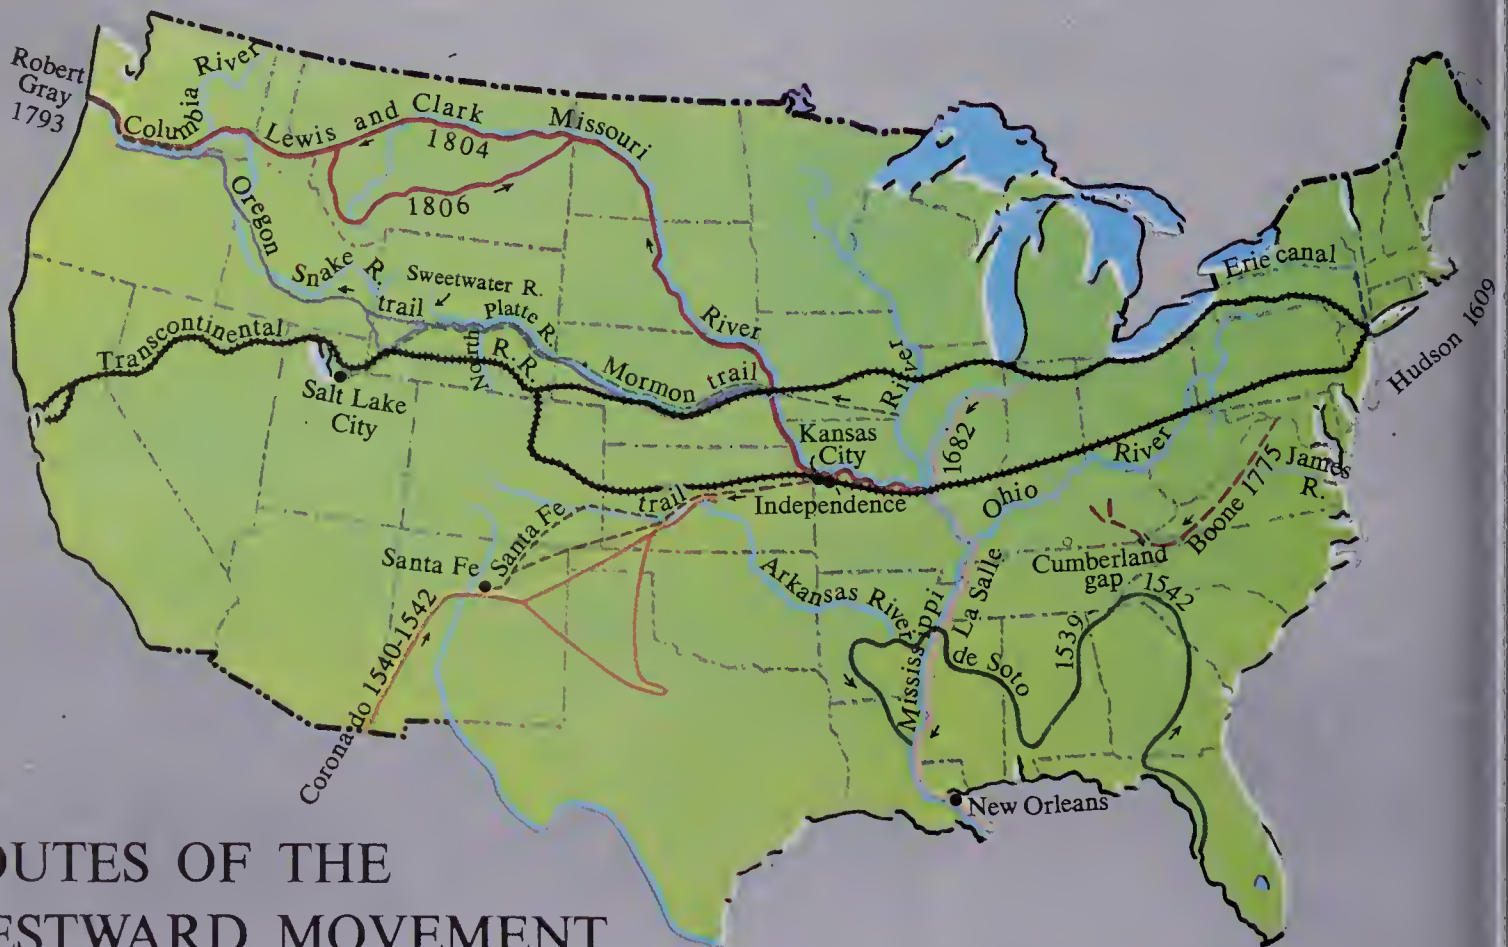 Robert
Gray
1793
Columbia River
Lewis and Clark
1804
1806
Missouri
River
Oregon
trail
Snake R.
Sweetwater R.
North Platte R.
Mormon trail
Transcontinental R. R.
Salt Lake
City
Erie canal
Hudson 1609
River
1682
Kansas
City
Independence
Ohio River
James
R.
Boone 1775
Cumberland
gap
Santa Fe trail
Santa Fe
Arkansas River
Mississippi
La Salle
de Soto
1539
1542
Coronado 1540-1542
New Orleans
OUTES OF THE
ESTWARD MOVEMENT